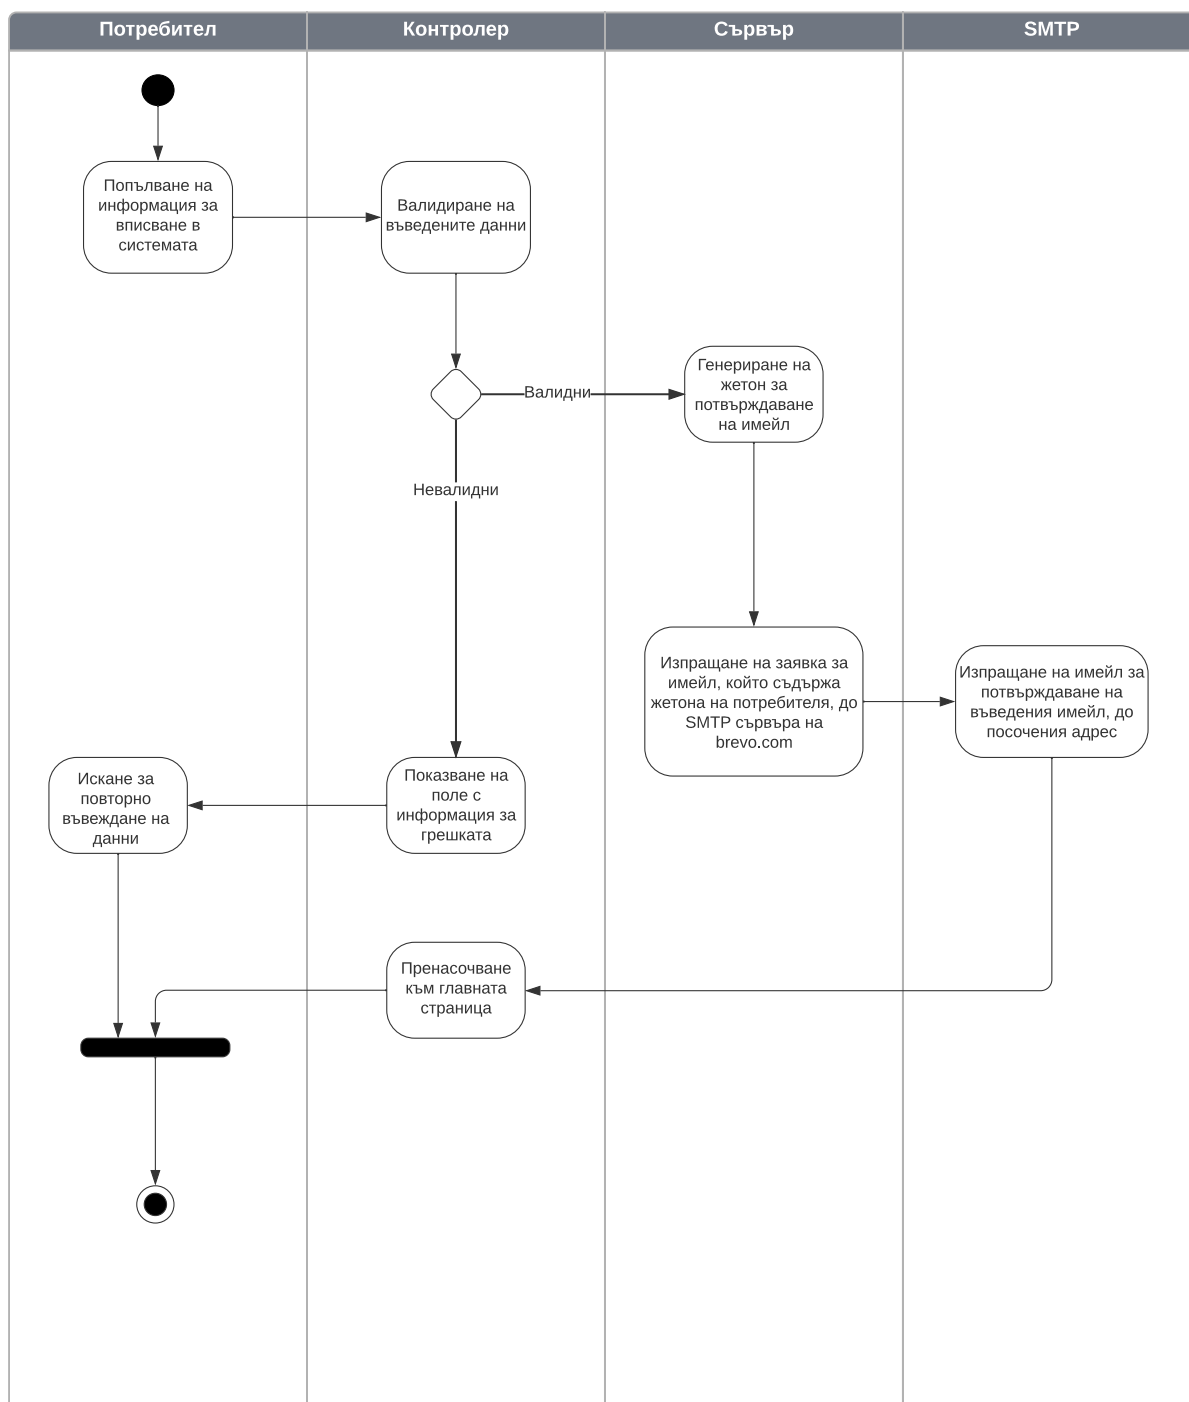 Потребител
Контролер
Сървър
SMTP
Попълване на
информация за
вписване в
системата
Валидиране на
въведените данни
Валидни
Генериране на
жетон за
потвърждаване
на имейл
Невалидни
Изпращане на заявка за
имейл, който съдържа
жетона на потребителя, до
SMTP сървъра на
brevo.com
Изпращане на имейл за
потвърждаване на
въведения имейл, до
посочения адрес
Искане за
повторно
въвеждане на
данни
Показване на
поле с
информация за
грешката
Пренасочване
към главната
страница